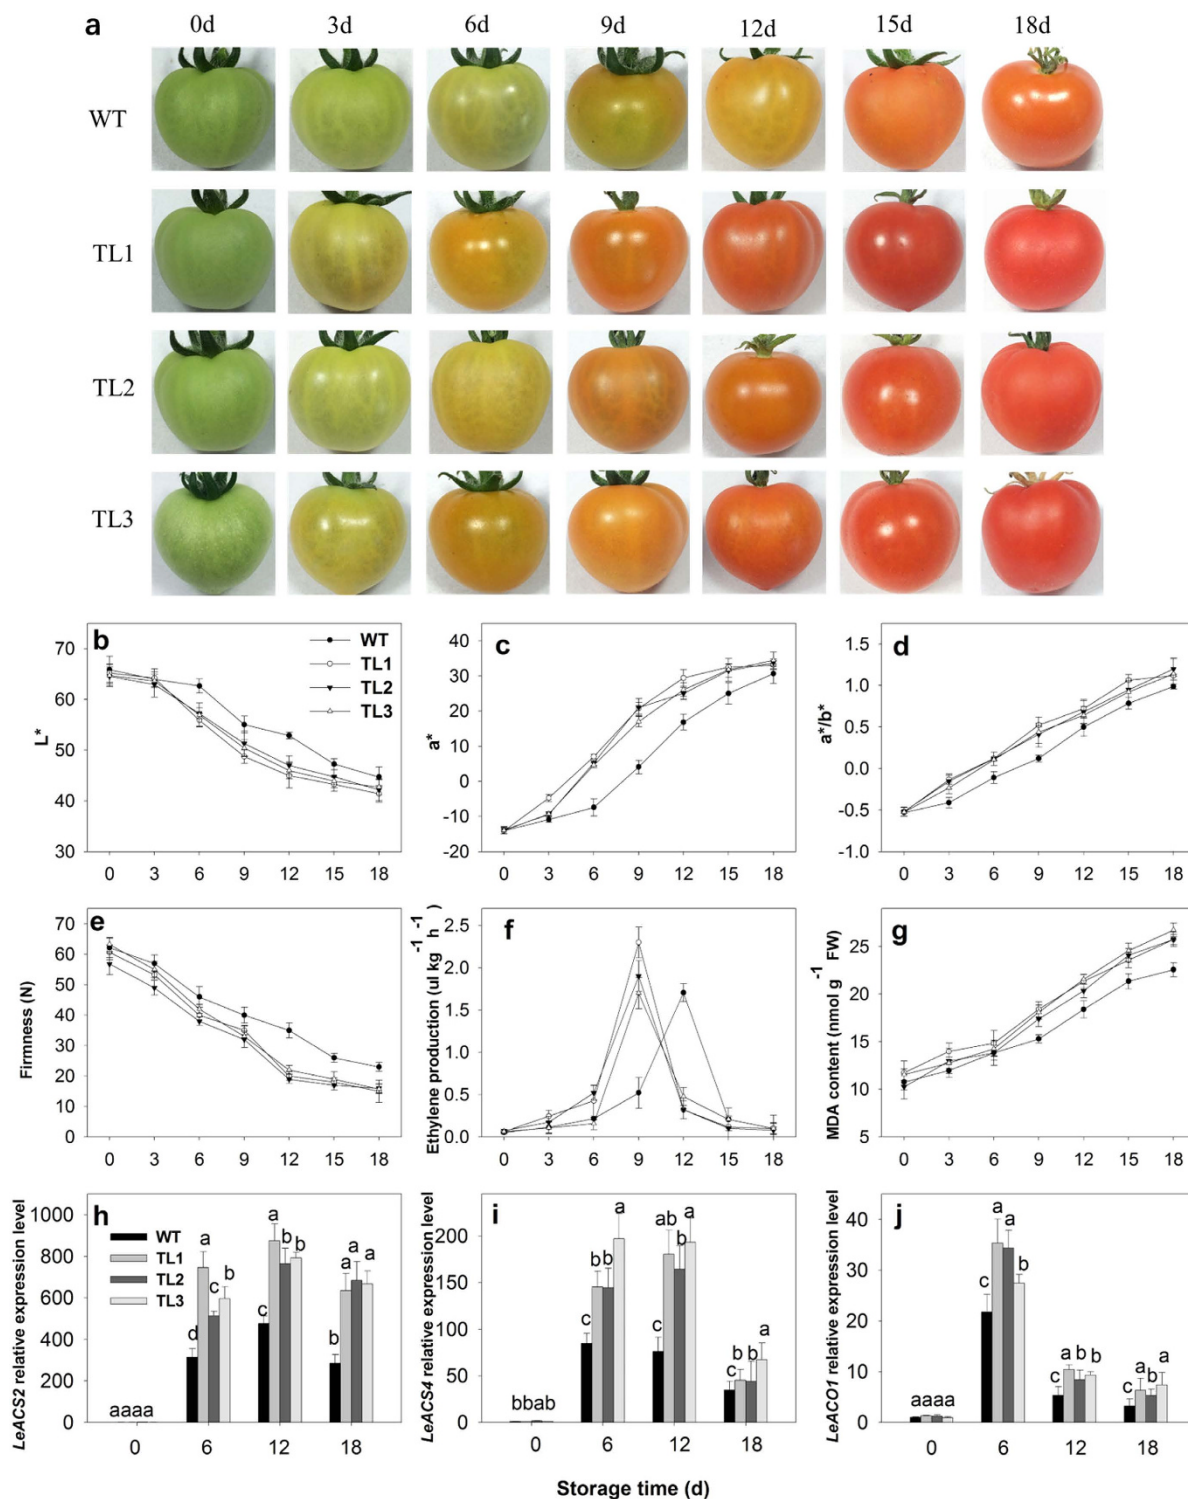 a 0d 3d 6d 9d 12d 15d 18d
WT
TL1
TL2
TL3
b
WT
TL1
TL2
TL3
L*
70
60
50
40
30
0 3 6 9 12 15 18
c
a*
40
30
20
10
0
-10
-20
0 3 6 9 12 15 18
d
a*/b*
1.5
1.0
0.5
0.0
-0.5
-1.0
0 3 6 9 12 15 18
e
Firmness (N)
70
60
50
40
30
20
10
0
0 3 6 9 12 15 18
f
Ethylene production (ul kg-1 h-1)
2.5
2.0
1.5
1.0
0.5
0.0
0 3 6 9 12 15 18
g
MDA content (nmol g-1 FW)
25
20
15
10
5
0 3 6 9 12 15 18
h
WT
TL1
TL2
TL3
LeACS2 relative expression level
1000
800
600
400
200
0
aaaa
d a c b
c a b b
b a a a
0 6 12 18
i
LeACS4 relative expression level
200
150
100
50
0
bbab
c b b a
c ab b a
c b b a
0 6 12 18
j
LeACO1 relative expression level
40
30
20
10
0
aaaa
c a a b
c a b b
c a b a
0 6 12 18
Storage time (d)